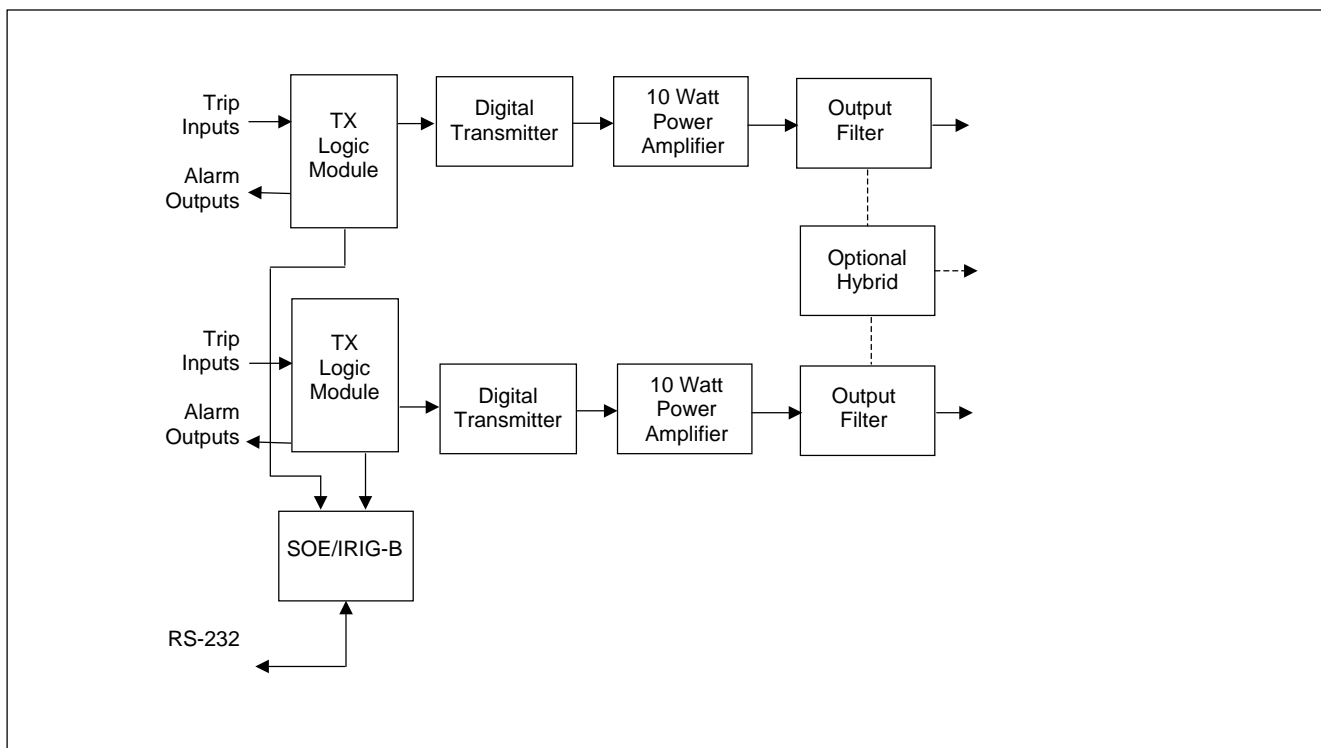 Trip
Inputs
Alarm
Outputs
TX
Logic
Module
Digital
Transmitter
10 Watt
Power
Amplifier
Output
Filter
Optional
Hybrid
Trip
Inputs
Alarm
Outputs
TX
Logic
Module
Digital
Transmitter
10 Watt
Power
Amplifier
Output
Filter
SOE/IRIG-B
RS-232